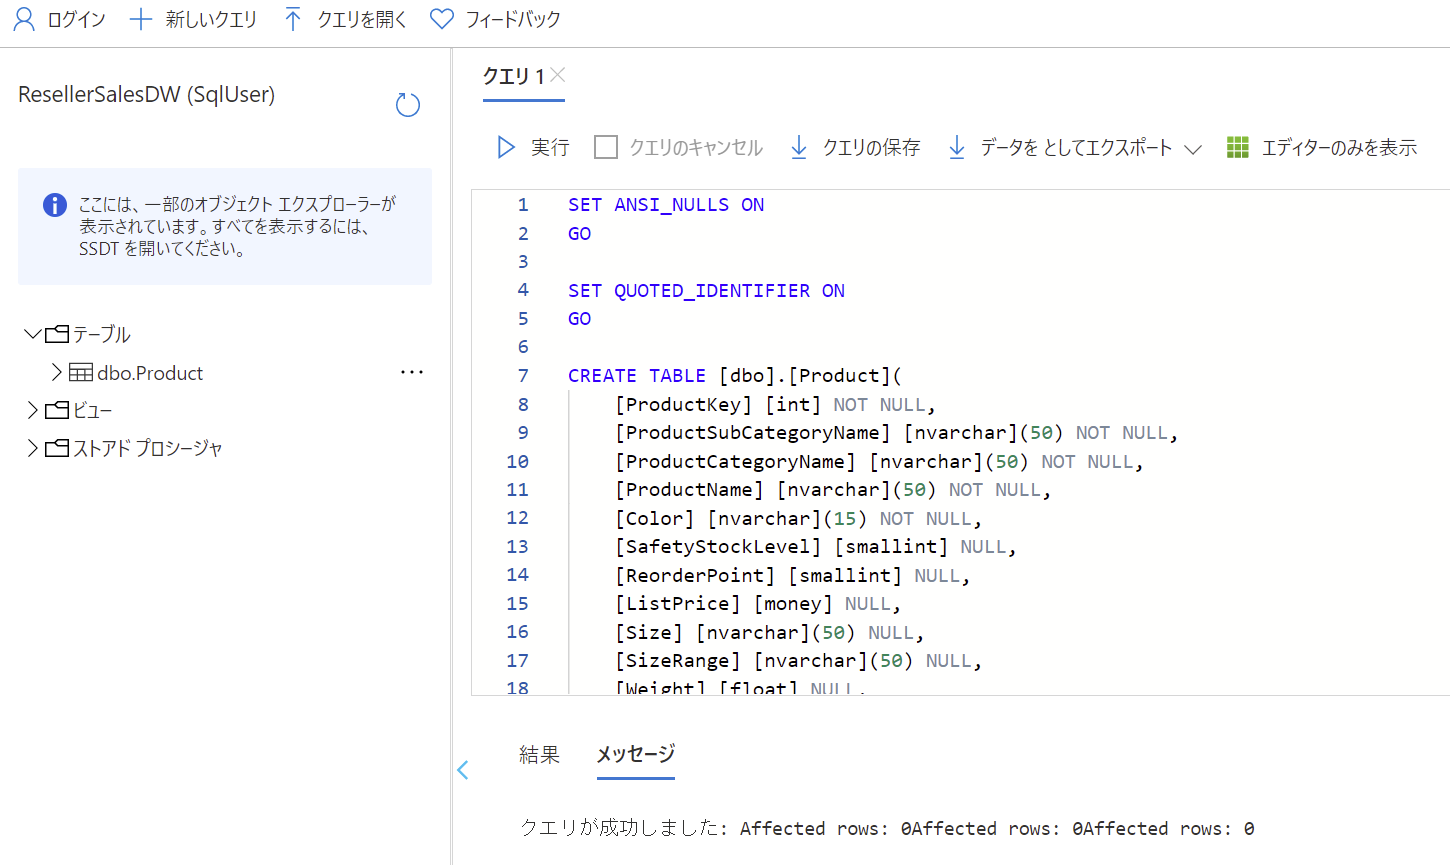 ログイン 新しいクエリ クエリを開く フィードバック
ResellerSalesDW (SqlUser)
ここには、一部のオブジェクト エクスプローラーが
表示されています。すべてを表示するには、
SSDT を開いてください。
テーブル
dbo.Product ...
ビュー
ストアド プロシージャ
クエリ 1
実行 クエリのキャンセル クエリの保存 データを としてエクスポート エディターのみを表示
1 SET ANSI_NULLS ON
2 GO
3
4 SET QUOTED_IDENTIFIER ON
5 GO
6
7 CREATE TABLE [dbo].[Product](
8 [ProductKey] [int] NOT NULL,
9 [ProductSubCategoryName] [nvarchar](50) NOT NULL,
10 [ProductCategoryName] [nvarchar](50) NOT NULL,
11 [ProductName] [nvarchar](50) NOT NULL,
12 [Color] [nvarchar](15) NOT NULL,
13 [SafetyStockLevel] [smallint] NULL,
14 [ReorderPoint] [smallint] NULL,
15 [ListPrice] [money] NULL,
16 [Size] [nvarchar](50) NULL,
17 [SizeRange] [nvarchar](50) NULL,
18 [Weight] [float] NULL,
結果 メッセージ
クエリが成功しました: Affected rows: 0Affected rows: 0Affected rows: 0